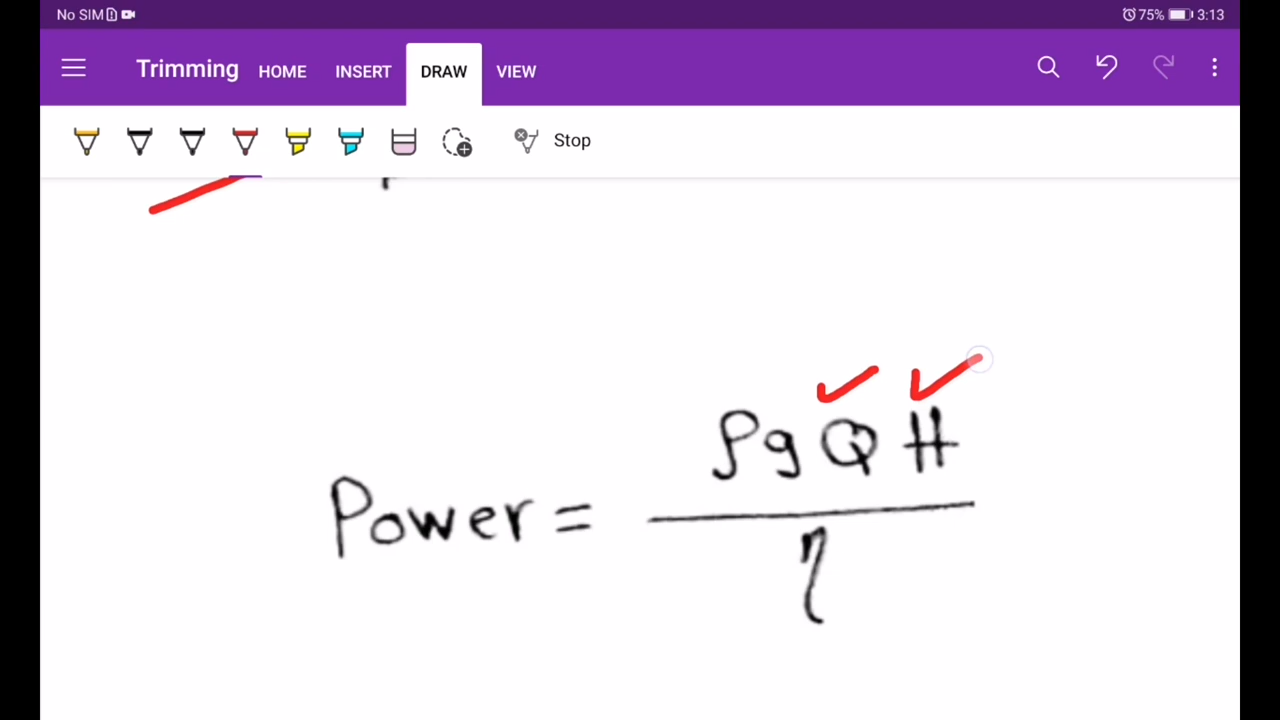 No SIM 75% 3:13
Trimming HOME INSERT DRAW VIEW
Stop
ρgQH
Power =
η